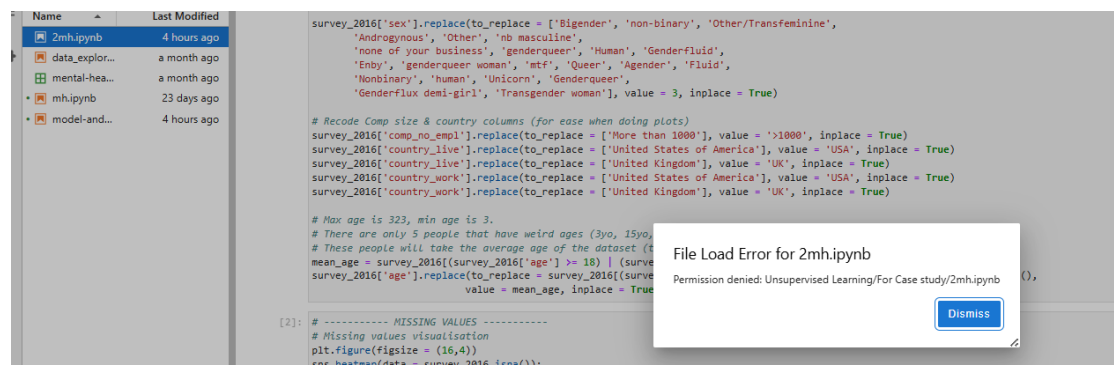 Name Last Modified
2mh.ipynb 4 hours ago
data_explor... a month ago
mental-hea... a month ago
mh.ipynb 23 days ago
model-and... 4 hours ago
survey_2016['sex'].replace(to_replace = ['Bigender', 'non-binary', 'Other/Transfeminine',
'Androgynous', 'Other', 'nb masculine',
'none of your business', 'genderqueer', 'Human', 'Genderfluid',
'Enby', 'genderqueer woman', 'mtf', 'Queer', 'Agender', 'Fluid',
'Nonbinary', 'human', 'Unicorn', 'Genderqueer',
'Genderflux demi-girl', 'Transgender woman'], value = 3, inplace = True)
# Recode Comp size & country columns (for ease when doing plots)
survey_2016['comp_no_empl'].replace(to_replace = ['More than 1000'], value = '>1000', inplace = True)
survey_2016['country_live'].replace(to_replace = ['United States of America'], value = 'USA', inplace = True)
survey_2016['country_live'].replace(to_replace = ['United Kingdom'], value = 'UK', inplace = True)
survey_2016['country_work'].replace(to_replace = ['United States of America'], value = 'USA', inplace = True)
survey_2016['country_work'].replace(to_replace = ['United Kingdom'], value = 'UK', inplace = True)
# Max age is 323, min age is 3.
# There are only 5 people that have weird ages (3yo, 15yo,
# These people will take the average age of the dataset (t
mean_age = survey_2016[(survey_2016['age'] >= 18) | (surve
survey_2016['age'].replace(to_replace = survey_2016[(surve (),
value = mean_age, inplace = True
[2]: # ----------- MISSING VALUES -----------
# Missing values visualisation
plt.figure(figsize = (16,4))
sns.heatmap(data = survey_2016.isna());
File Load Error for 2mh.ipynb
Permission denied: Unsupervised Learning/For Case study/2mh.ipynb
Dismiss